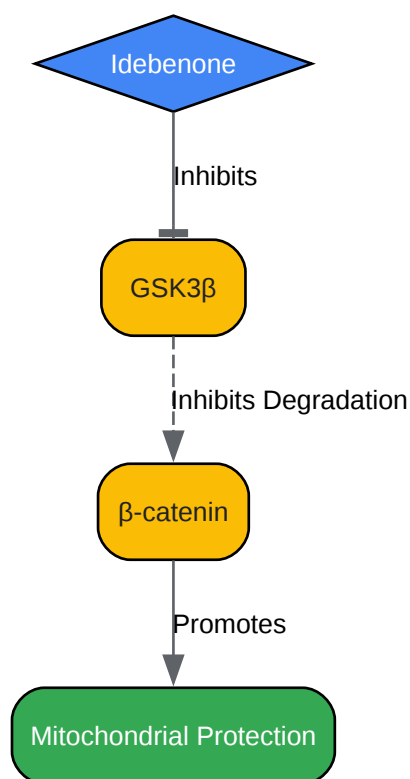 Idebenone
Inhibits
GSK3β
Inhibits Degradation
β-catenin
Promotes
Mitochondrial Protection